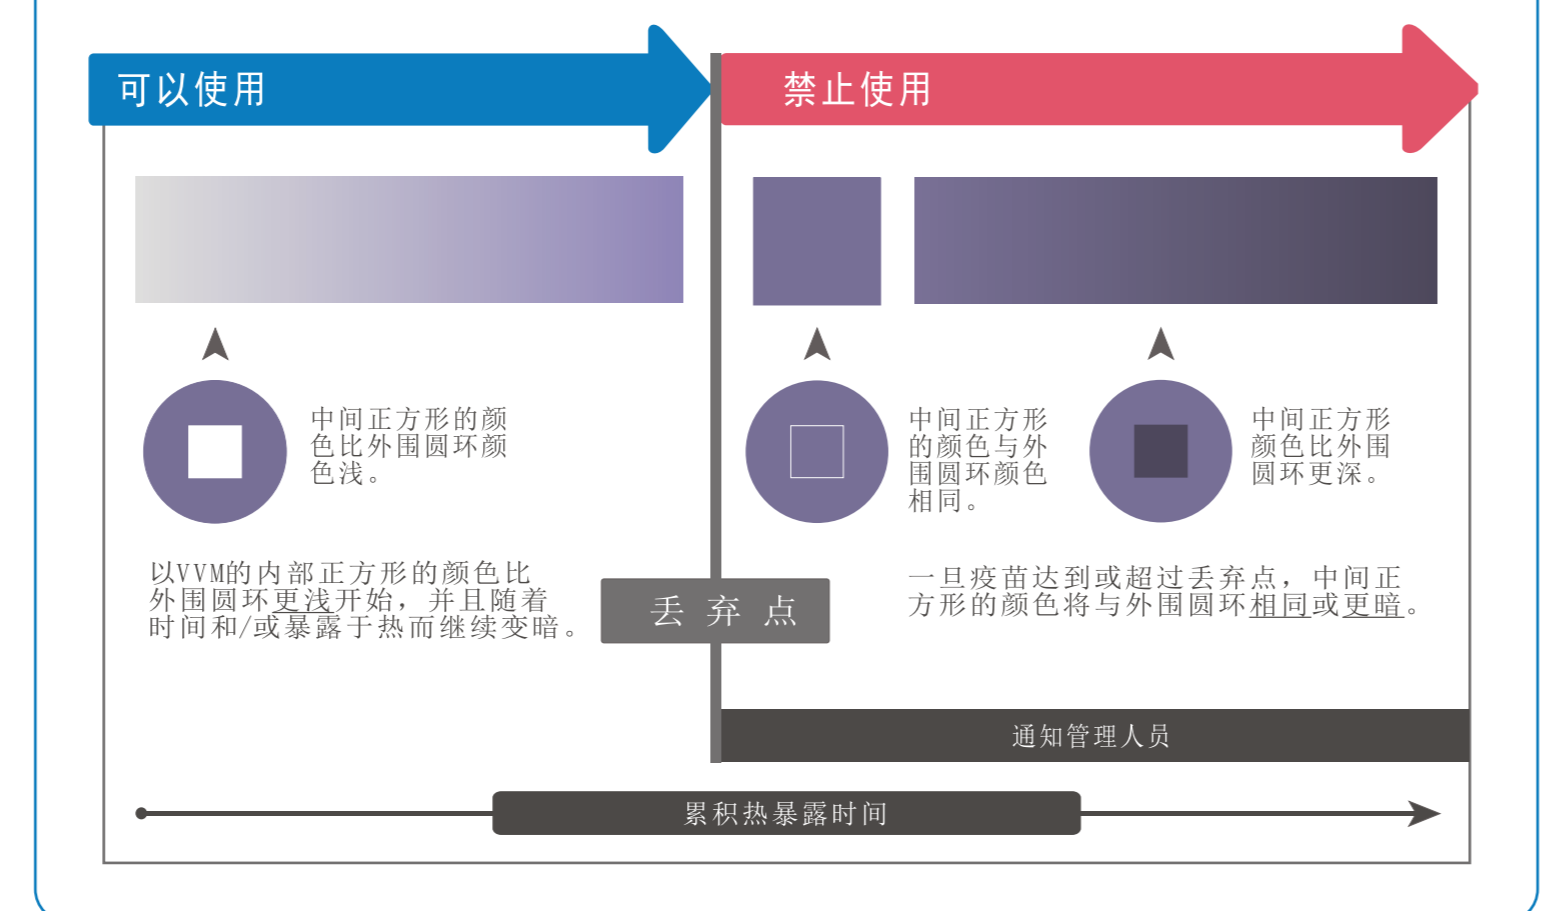 可以使用
禁止使用
中间正方形的颜
色比外围圆环颜
色浅。
中间正方形
的颜色与外
围圆环颜色
相同。
中间正方形
颜色比外围
圆环更深。
以VVM的内部正方形的颜色比
外围圆环更浅开始，并且随着
时间和/或暴露于热而继续变暗。
丢弃点
一旦疫苗达到或超过丢弃点，中间正
方形的颜色将与外围圆环相同或更暗。
通知管理人员
累积热暴露时间